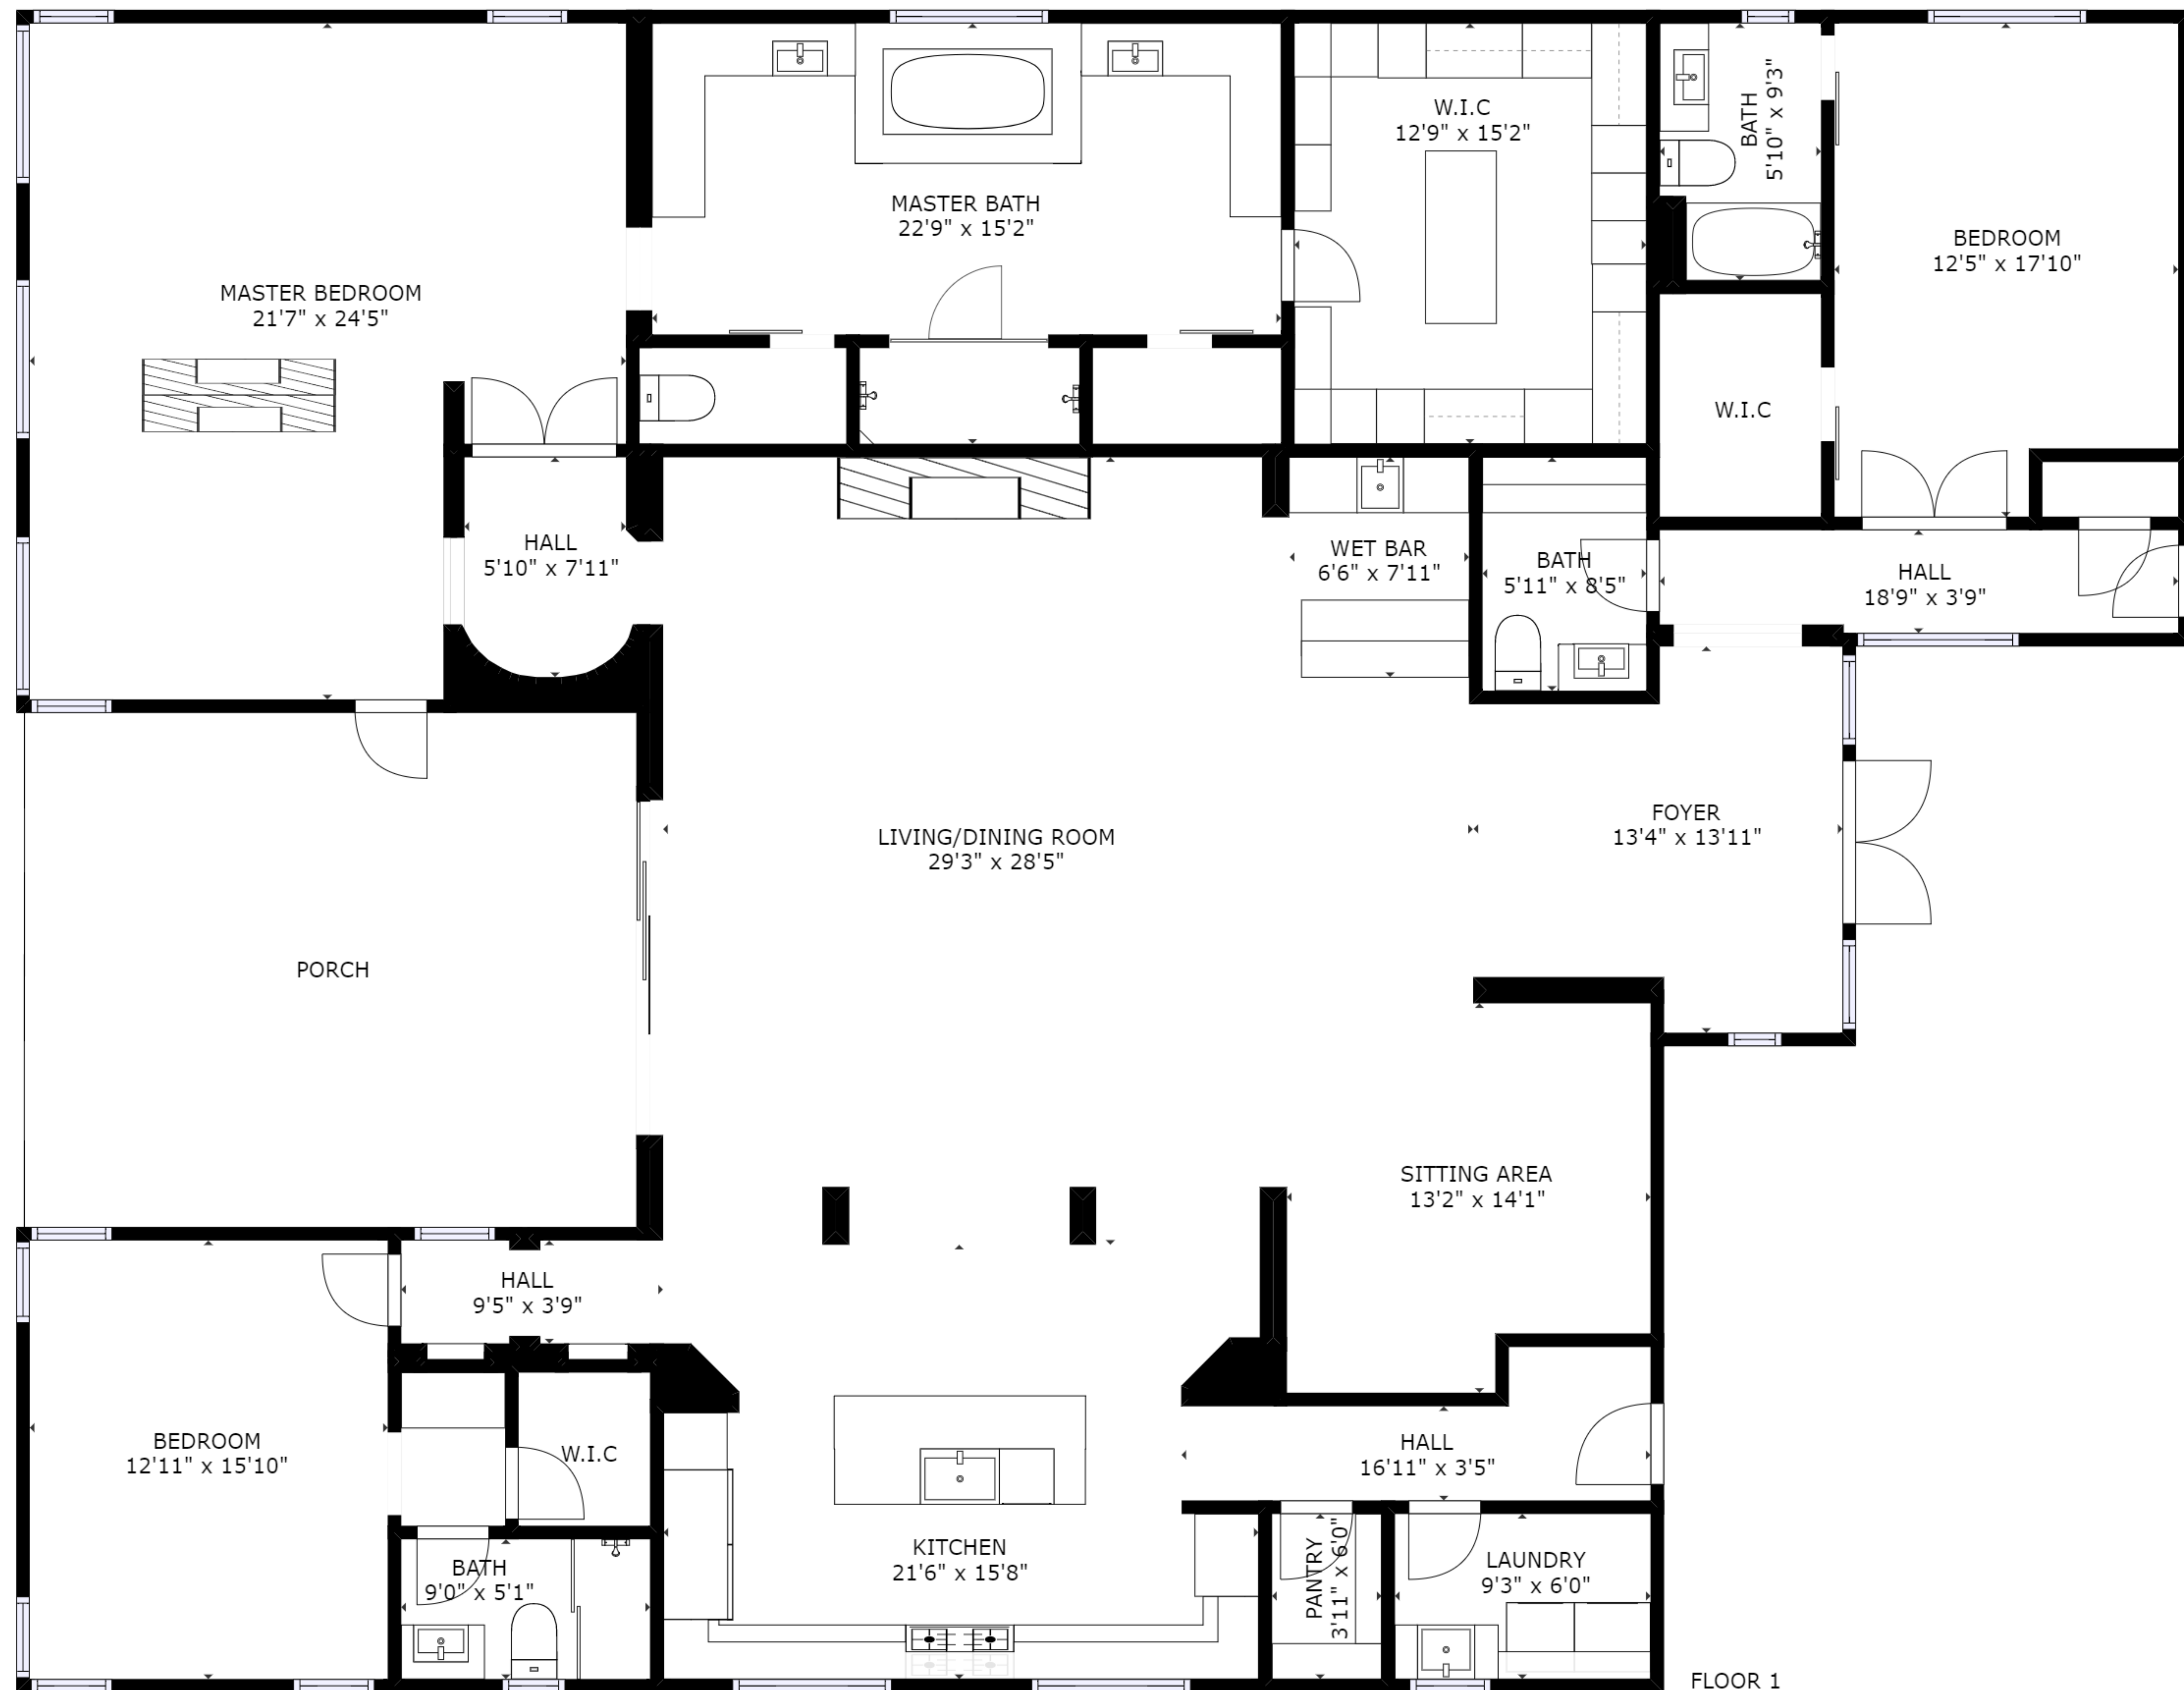 W.I.C
12'9" x 15'2"
BATH
5'10" x 9'3"
MASTER BATH
22'9" x 15'2"
BEDROOM
12'5" x 17'10"
MASTER BEDROOM
21'7" x 24'5"
W.I.C
HALL
5'10" x 7'11"
WET BAR
6'6" x 7'11"
BATH
5'11" x 8'5"
HALL
18'9" x 3'9"
LIVING/DINING ROOM
29'3" x 28'5"
FOYER
13'4" x 13'11"
PORCH
SITTING AREA
13'2" x 14'1"
HALL
9'5" x 3'9"
BEDROOM
12'11" x 15'10"
W.I.C
HALL
16'11" x 3'5"
BATH
9'0" x 5'1"
KITCHEN
21'6" x 15'8"
PANTRY
3'11" x 6'0"
LAUNDRY
9'3" x 6'0"
FLOOR 1